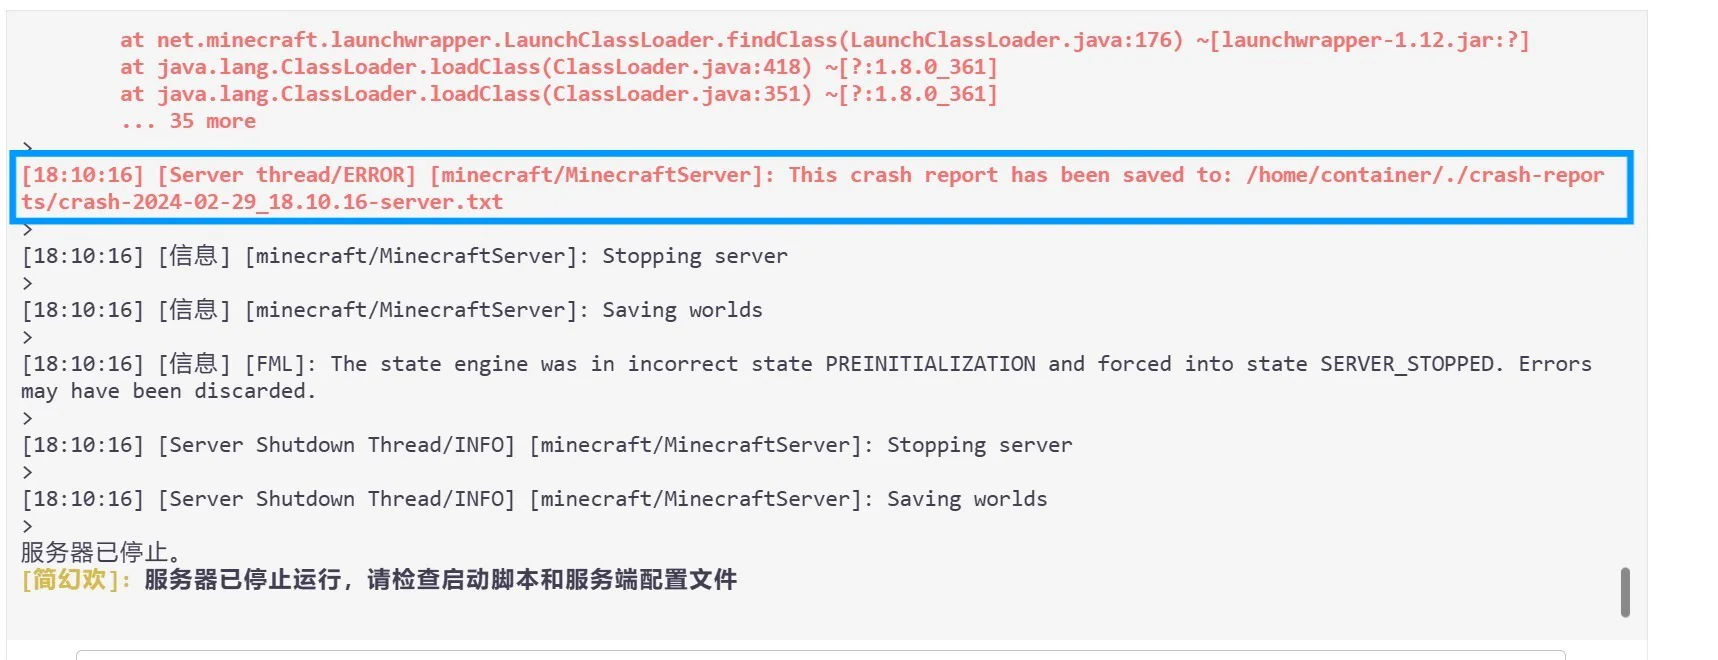 at net.minecraft.launchwrapper.LaunchClassLoader.findClass(LaunchClassLoader.java:176) ~[launchwrapper-1.12.jar:?]
at java.lang.ClassLoader.loadClass(ClassLoader.java:418) ~[?:1.8.0_361]
at java.lang.ClassLoader.loadClass(ClassLoader.java:351) ~[?:1.8.0_361]
... 35 more
>
[18:10:16] [Server thread/ERROR] [minecraft/MinecraftServer]: This crash report has been saved to: /home/container/./crash-repor
ts/crash-2024-02-29_18.10.16-server.txt
>
[18:10:16] [信息] [minecraft/MinecraftServer]: Stopping server
>
[18:10:16] [信息] [minecraft/MinecraftServer]: Saving worlds
>
[18:10:16] [信息] [FML]: The state engine was in incorrect state PREINITIALIZATION and forced into state SERVER_STOPPED. Errors
may have been discarded.
>
[18:10:16] [Server Shutdown Thread/INFO] [minecraft/MinecraftServer]: Stopping server
>
[18:10:16] [Server Shutdown Thread/INFO] [minecraft/MinecraftServer]: Saving worlds
>
服务器已停止。
[简幻欢]: 服务器已停止运行，请检查启动脚本和服务端配置文件